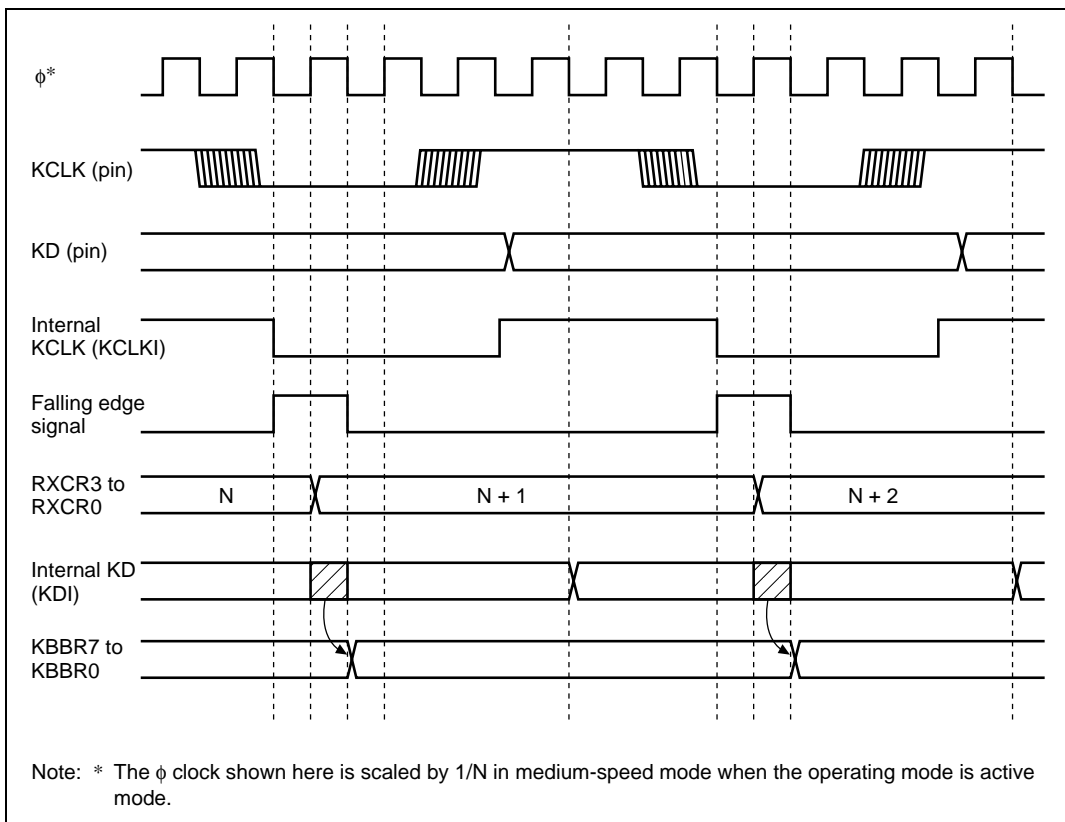 φ*
KCLK (pin)
KD (pin)
Internal
KCLK (KCLKI)
Falling edge
signal
RXCR3 to
RXCR0
N
N + 1
N + 2
Internal KD
(KDI)
KBBR7 to
KBBR0
Note: * The φ clock shown here is scaled by 1/N in medium-speed mode when the operating mode is active
mode.